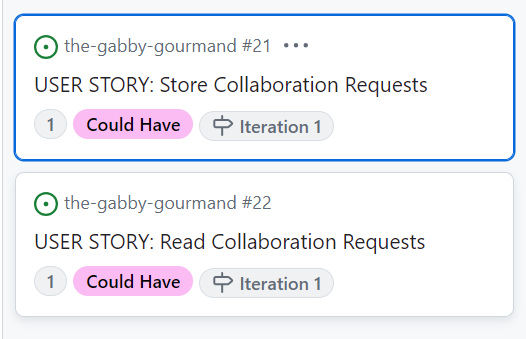 the-gabby-gourmand #21
USER STORY: Store Collaboration Requests
1 Could Have Iteration 1
the-gabby-gourmand #22
USER STORY: Read Collaboration Requests
1 Could Have Iteration 1